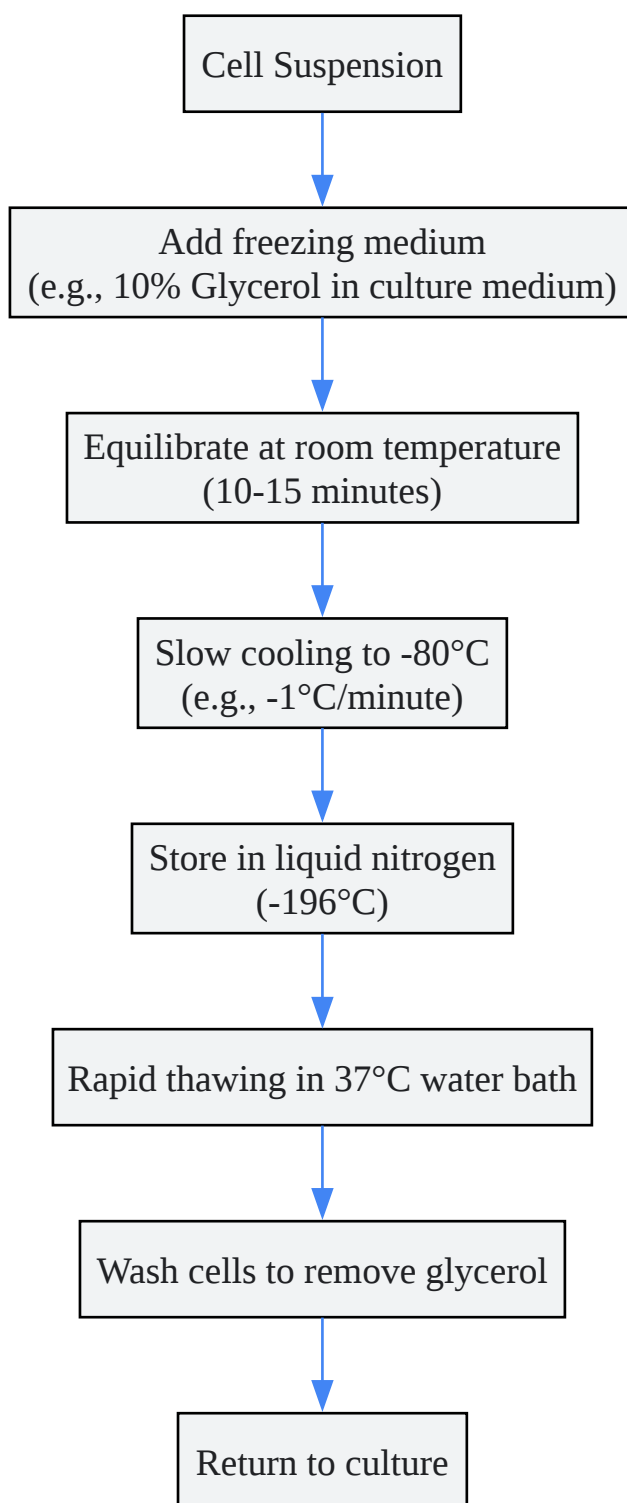 Cell Suspension
Add freezing medium
(e.g., 10% Glycerol in culture medium)
Equilibrate at room temperature
(10-15 minutes)
Slow cooling to -80°C
(e.g., -1°C/minute)
Store in liquid nitrogen
(-196°C)
Rapid thawing in 37°C water bath
Wash cells to remove glycerol
Return to culture